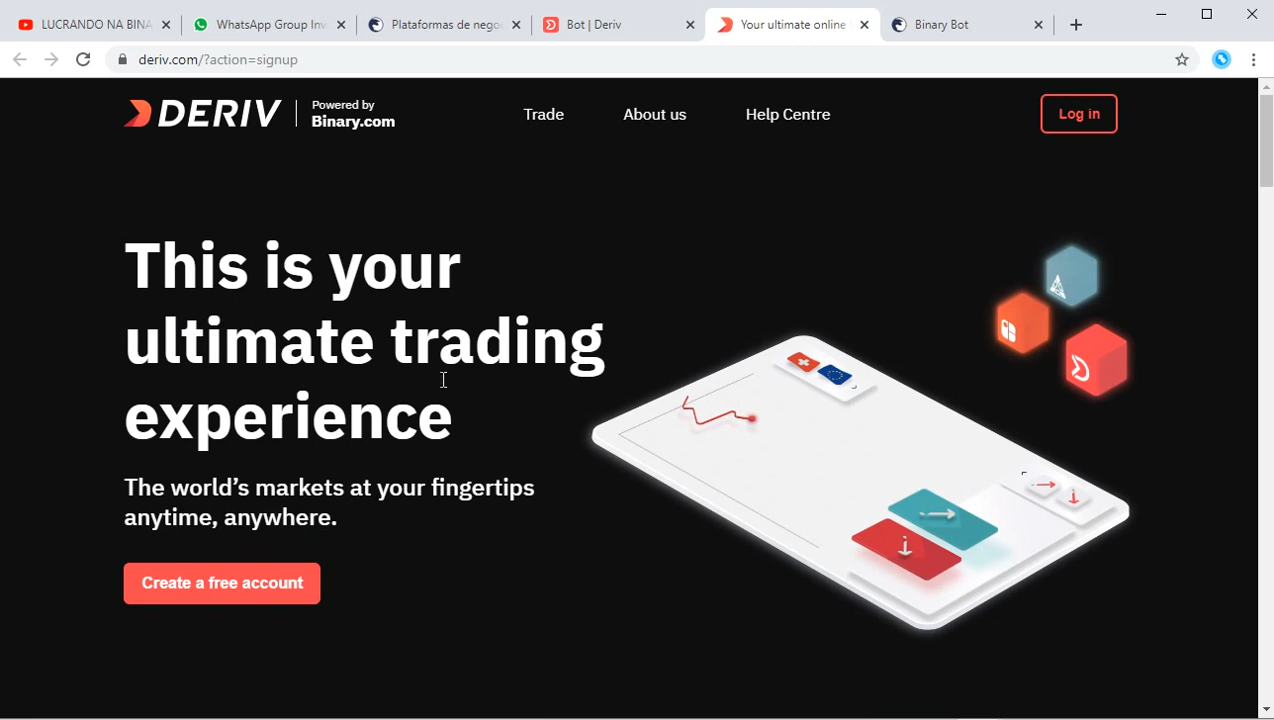 LUCRANDO NA BINA
WhatsApp Group Inv
Plataformas de negoc
Bot | Deriv
Your ultimate online
Binary Bot
deriv.com/?action=signup
DERIV
Powered by
Binary.com
Trade
About us
Help Centre
Log in
This is your
ultimate trading
experience
The world's markets at your fingertips
anytime, anywhere.
Create a free account